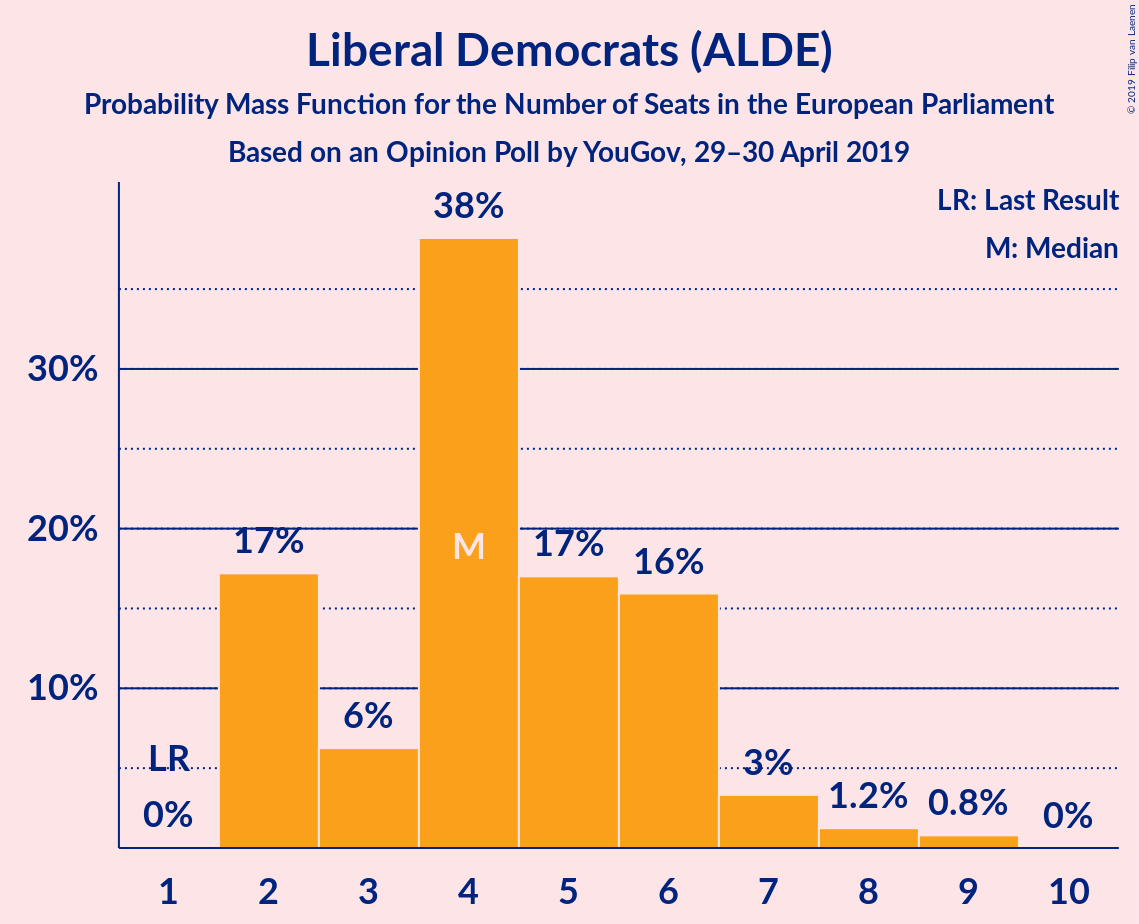 Liberal Democrats (ALDE)
Probability Mass Function for the Number of Seats in the European Parliament
Based on an Opinion Poll by YouGov, 29–30 April 2019
© 2019 Filip van Laenen
LR: Last Result
M: Median
38%
30%
20%
10%
17%
M
17%
16%
6%
LR
0%
3%
1.2%
0.8%
0%
1 2 3 4 5 6 7 8 9 10